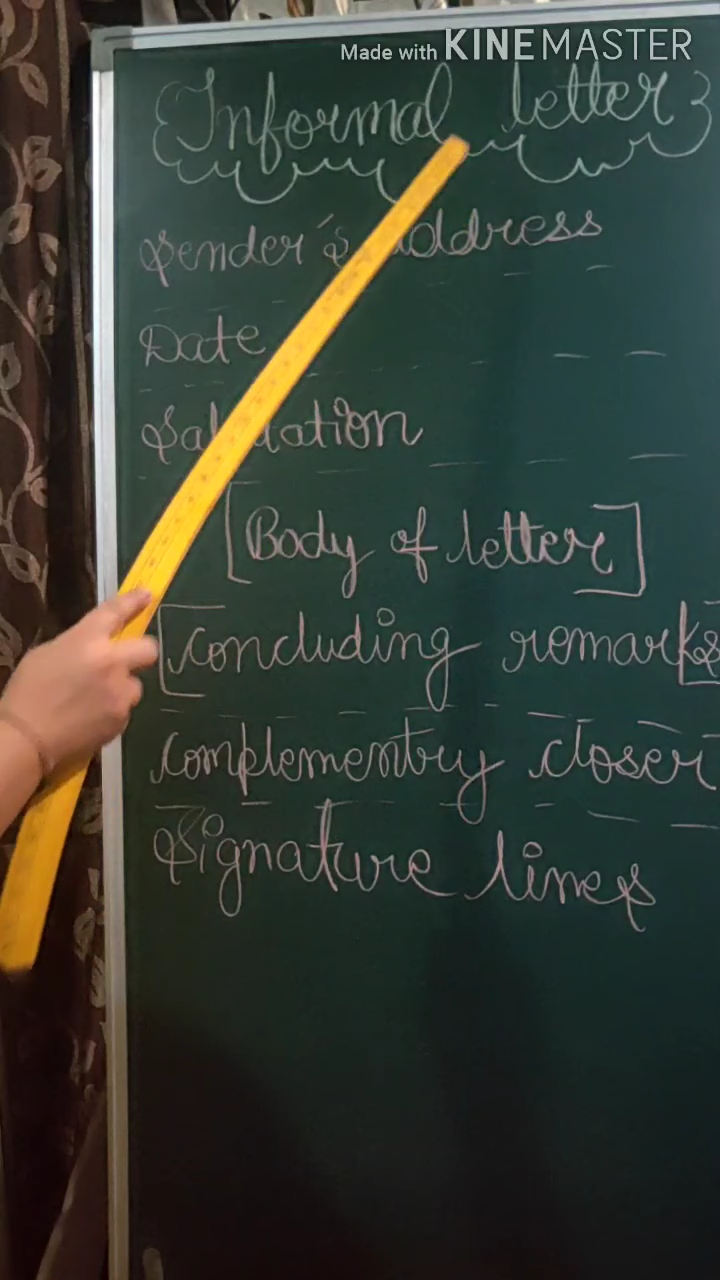 Made with KINEMASTER
Informal letter
Sender's address
Date
Salutation
[Body of letter]
[Concluding remarks]
Complementry closer
Signature lines